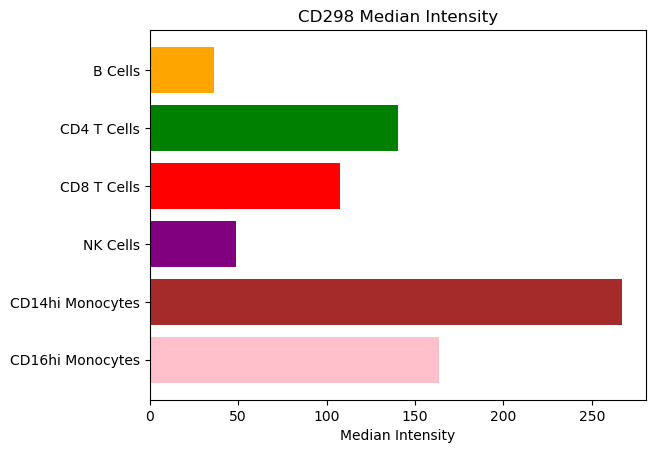 CD298 Median Intensity
B Cells
CD4 T Cells
CD8 T Cells
NK Cells
CD14hi Monocytes
CD16hi Monocytes
0 50 100 150 200 250
Median Intensity